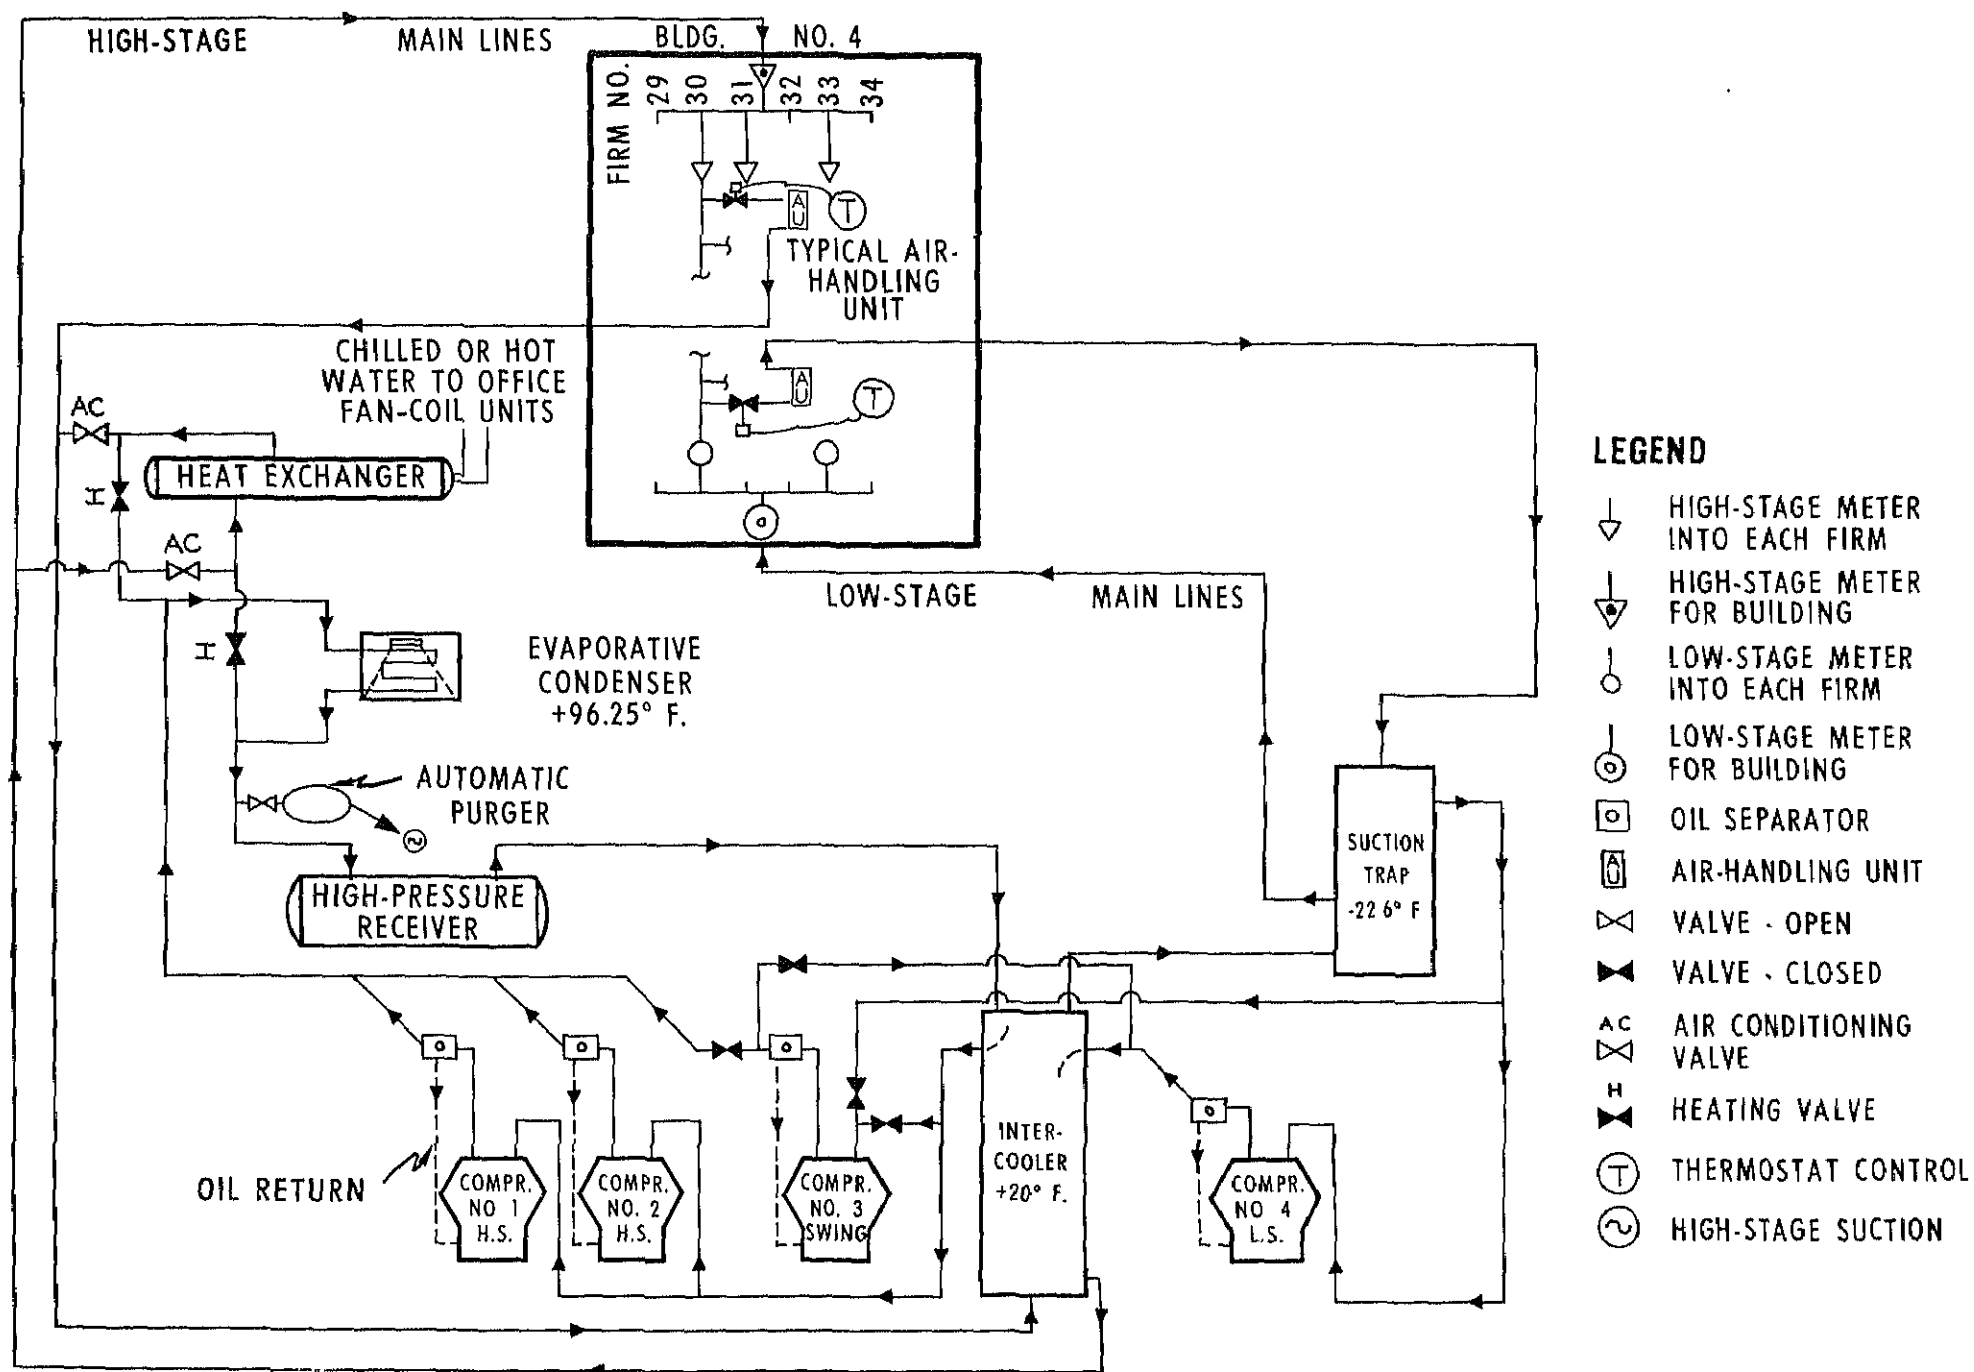 HIGH-STAGE MAIN LINES
BLDG. NO. 4
FIRM NO.
29
30
31
32
33
34
A
U
T
TYPICAL AIR-
HANDLING
UNIT
CHILLED OR HOT
WATER TO OFFICE
FAN-COIL UNITS
A
U
T
AC
HEAT EXCHANGER
H
AC
H
LOW-STAGE MAIN LINES
EVAPORATIVE
CONDENSER
+96.25° F.
AUTOMATIC
PURGER
HIGH-PRESSURE
RECEIVER
SUCTION
TRAP
-22 6° F
OIL RETURN
COMPR.
NO 1
H.S.
COMPR.
NO. 2
H.S.
COMPR.
NO. 3
SWING
INTER-
COOLER
+20° F.
COMPR.
NO 4
L.S.
LEGEND
HIGH-STAGE METER
INTO EACH FIRM
HIGH-STAGE METER
FOR BUILDING
LOW-STAGE METER
INTO EACH FIRM
LOW-STAGE METER
FOR BUILDING
OIL SEPARATOR
A
U
AIR-HANDLING UNIT
VALVE - OPEN
VALVE - CLOSED
AC
AIR CONDITIONING
VALVE
H
HEATING VALVE
T
THERMOSTAT CONTROL
HIGH-STAGE SUCTION